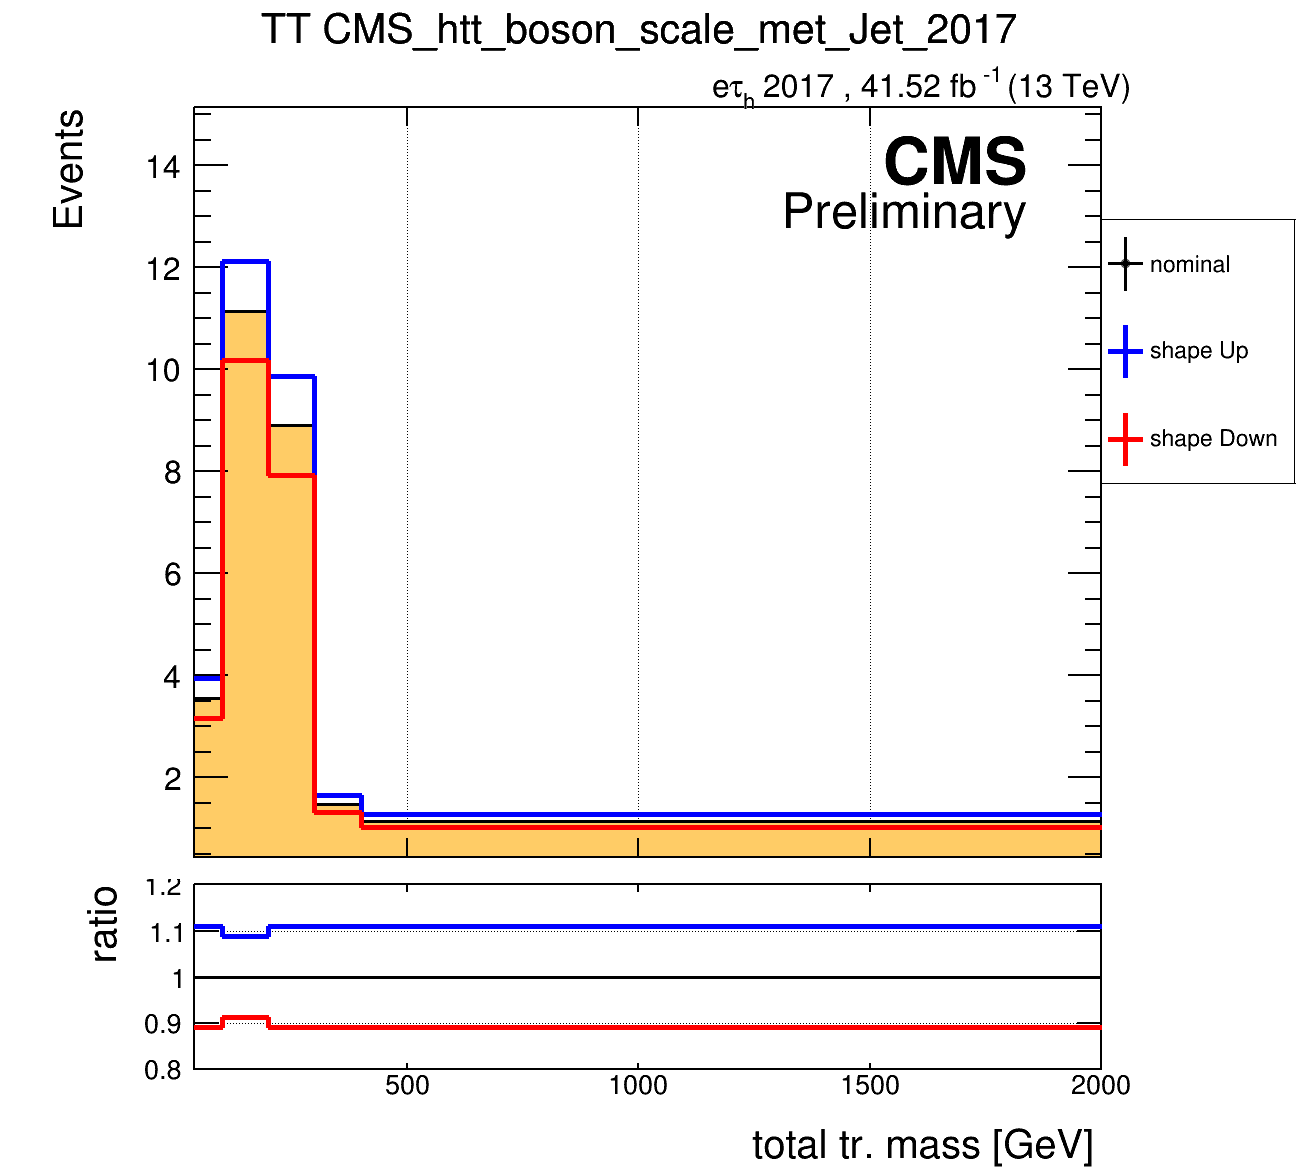 TT CMS_htt_boson_scale_met_Jet_2017
eτh 2017 , 41.52 fb-1 (13 TeV)
Events
CMS
Preliminary
14
12
10
8
6
4
2
nominal
shape Up
shape Down
ratio
1.2
1.1
1
0.9
0.8
500
1000
1500
2000
total tr. mass [GeV]